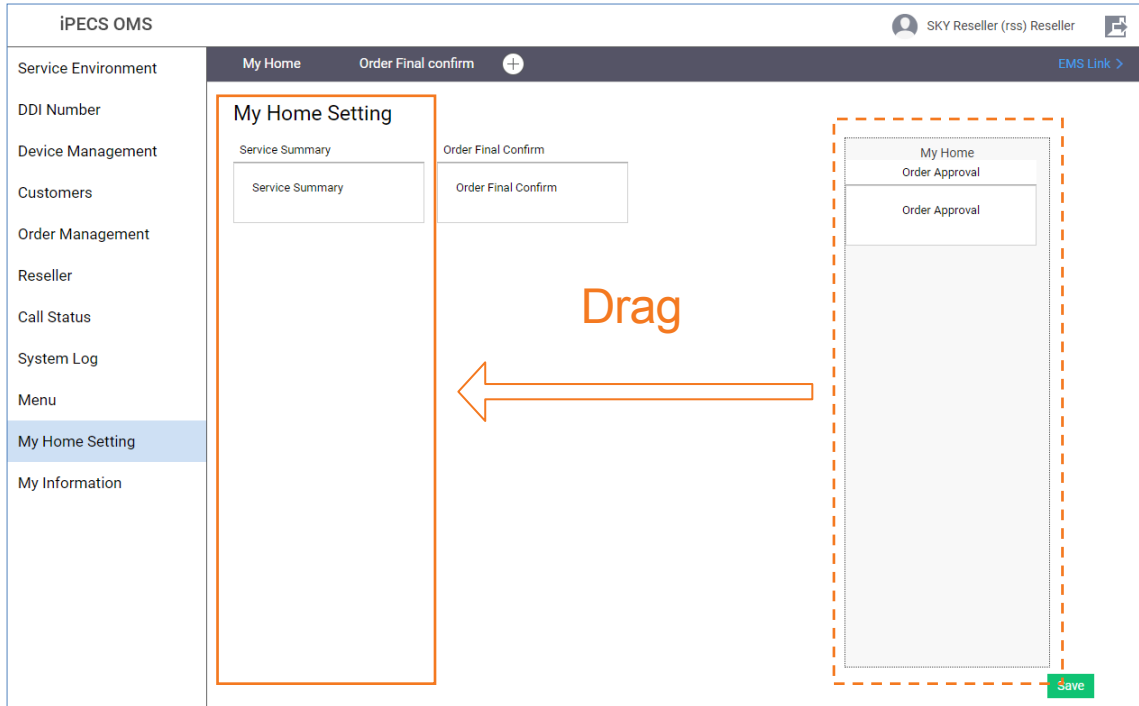 iPECS OMS
SKY Reseller (rss) Reseller
Service Environment
DDI Number
Device Management
Customers
Order Management
Reseller
Call Status
System Log
Menu
My Home Setting
My Information
My Home
Order Final confirm
EMS Link >
My Home Setting
Service Summary
Service Summary
Order Final Confirm
Order Final Confirm
Drag
My Home
Order Approval
Order Approval
Save